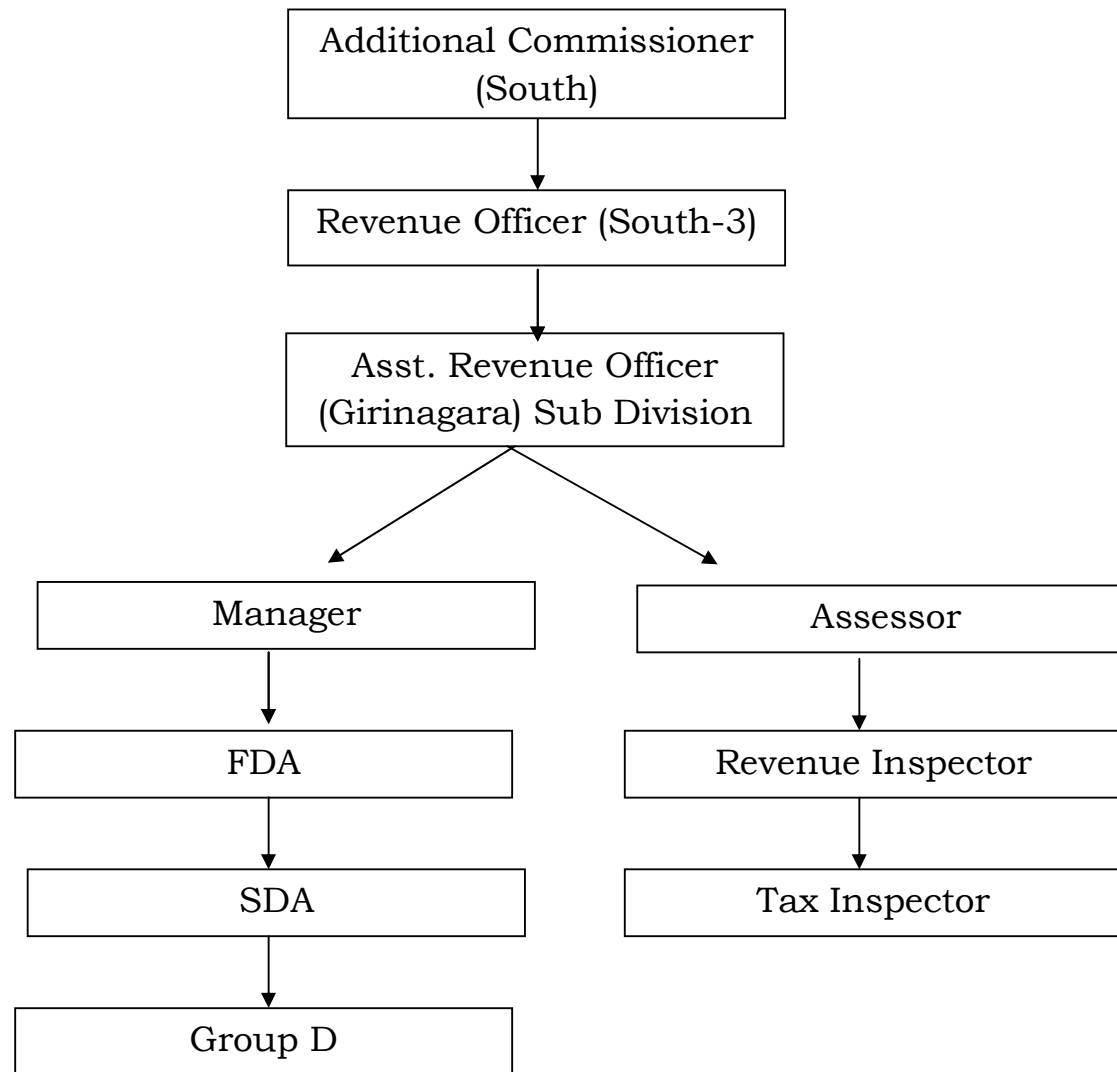 Additional Commissioner
(South)
Revenue Officer (South-3)
Asst. Revenue Officer
(Girinagara) Sub Division
Manager
Assessor
FDA
Revenue Inspector
SDA
Tax Inspector
Group D